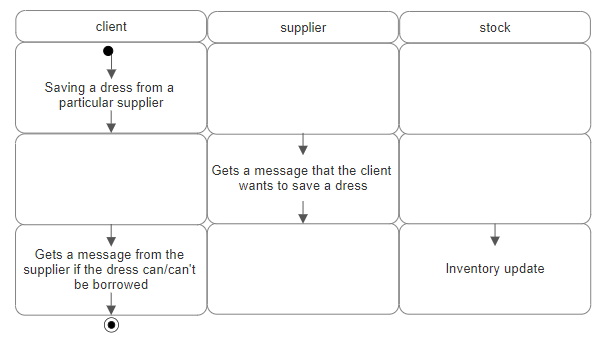 client
supplier
stock
Saving a dress from a
particular supplier
Gets a message that the client
wants to save a dress
Gets a message from the
supplier if the dress can/can't
be borrowed
Inventory update